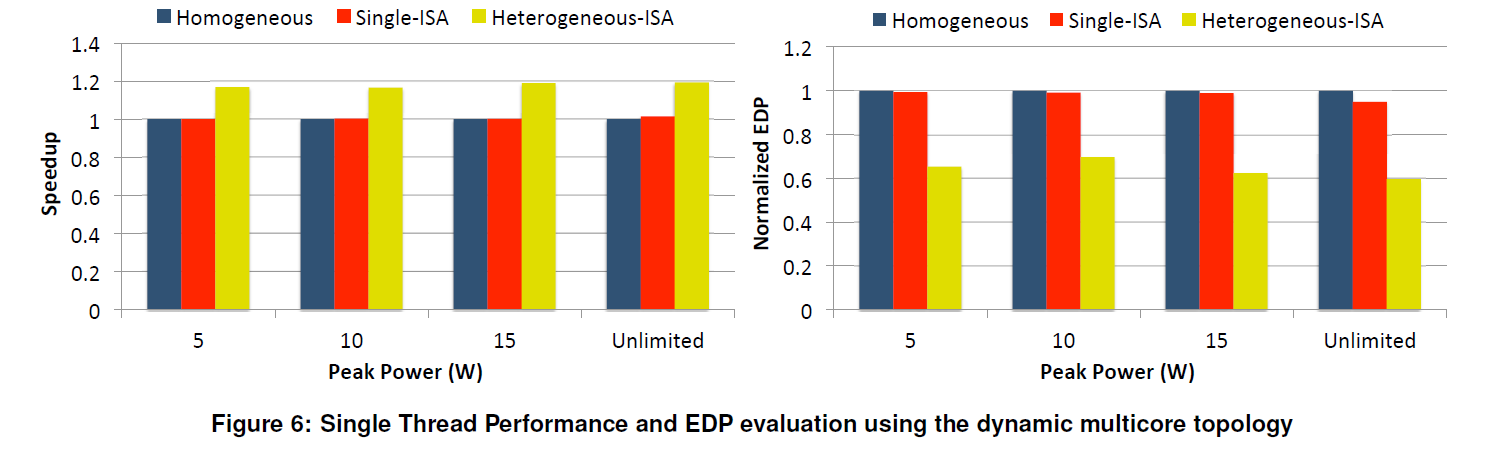 Homogeneous Single-ISA Heterogeneous-ISA
1.4
1.2
1
0.8
0.6
0.4
0.2
0
Speedup
5 10 15 Unlimited
Peak Power (W)
Homogeneous Single-ISA Heterogeneous-ISA
1.2
1
0.8
0.6
0.4
0.2
0
Normalized EDP
5 10 15 Unlimited
Peak Power (W)
Figure 6: Single Thread Performance and EDP evaluation using the dynamic multicore topology